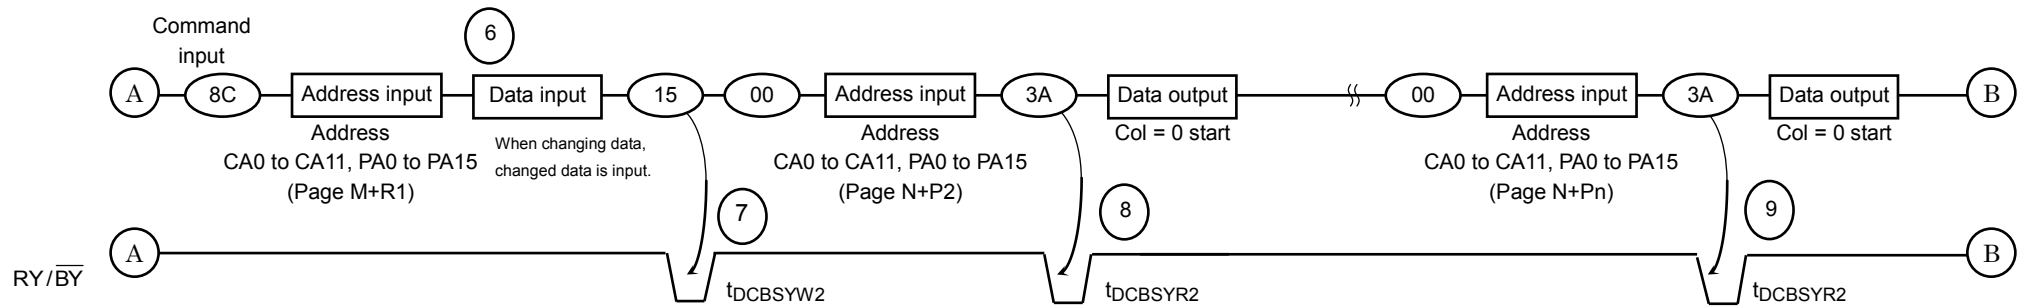 Command
input
6
A 8C Address input Data input 15 00 Address input 3A Data output 00 Address input 3A Data output B
Address
CA0 to CA11, PA0 to PA15
(Page M+R1)
When changing data,
changed data is input.
Address
CA0 to CA11, PA0 to PA15
(Page N+P2)
Col = 0 start
Address
CA0 to CA11, PA0 to PA15
(Page N+Pn)
Col = 0 start
7
8
9
A
B
RY/BY
tDCBSYW2
tDCBSYR2
tDCBSYR2